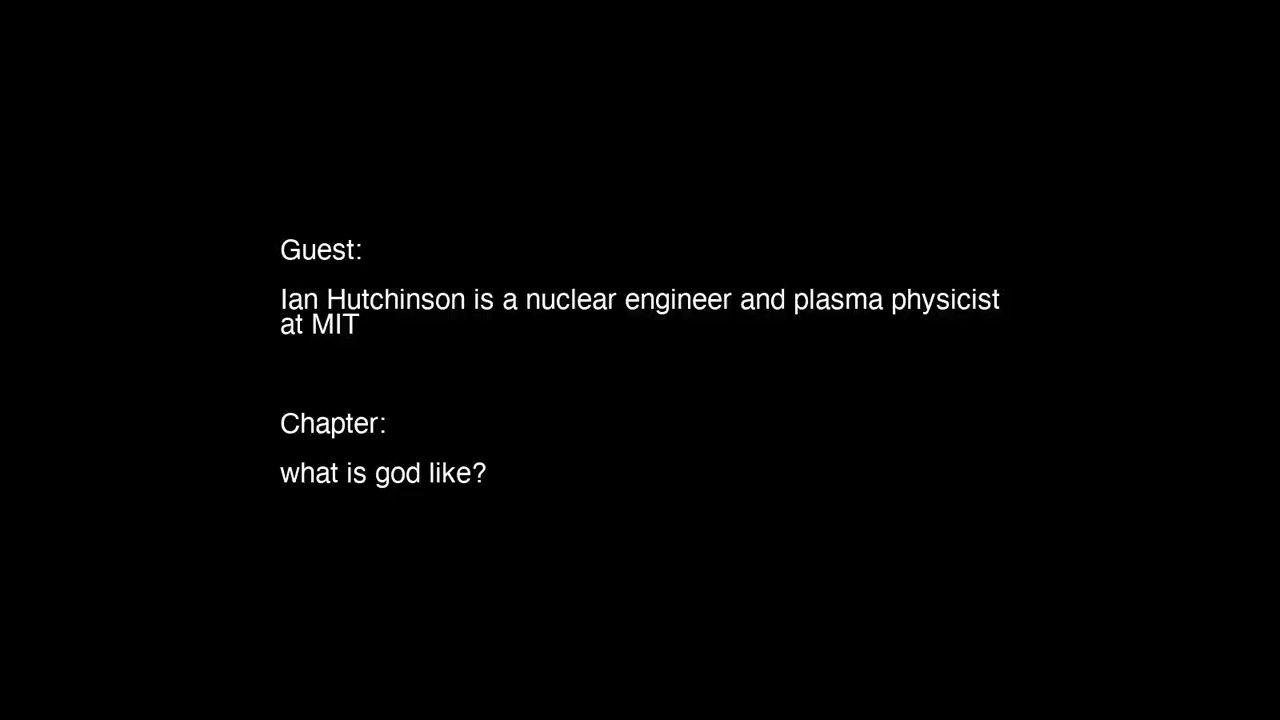 Guest:
Ian Hutchinson is a nuclear engineer and plasma physicist
at MIT
Chapter:
what is god like?